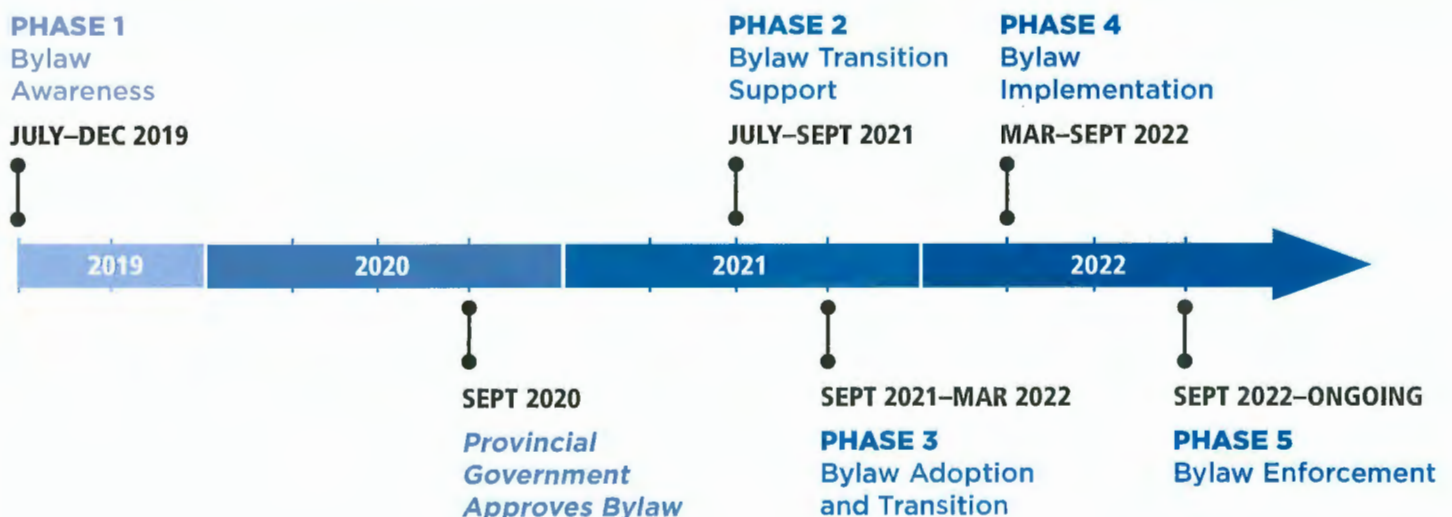 PHASE 1
Bylaw
Awareness
JULY–DEC 2019
PHASE 2
Bylaw Transition
Support
JULY–SEPT 2021
PHASE 4
Bylaw
Implementation
MAR–SEPT 2022
2019
2020
2021
2022
SEPT 2020
Provincial
Government
Approves Bylaw
SEPT 2021–MAR 2022
PHASE 3
Bylaw Adoption
and Transition
SEPT 2022–ONGOING
PHASE 5
Bylaw Enforcement